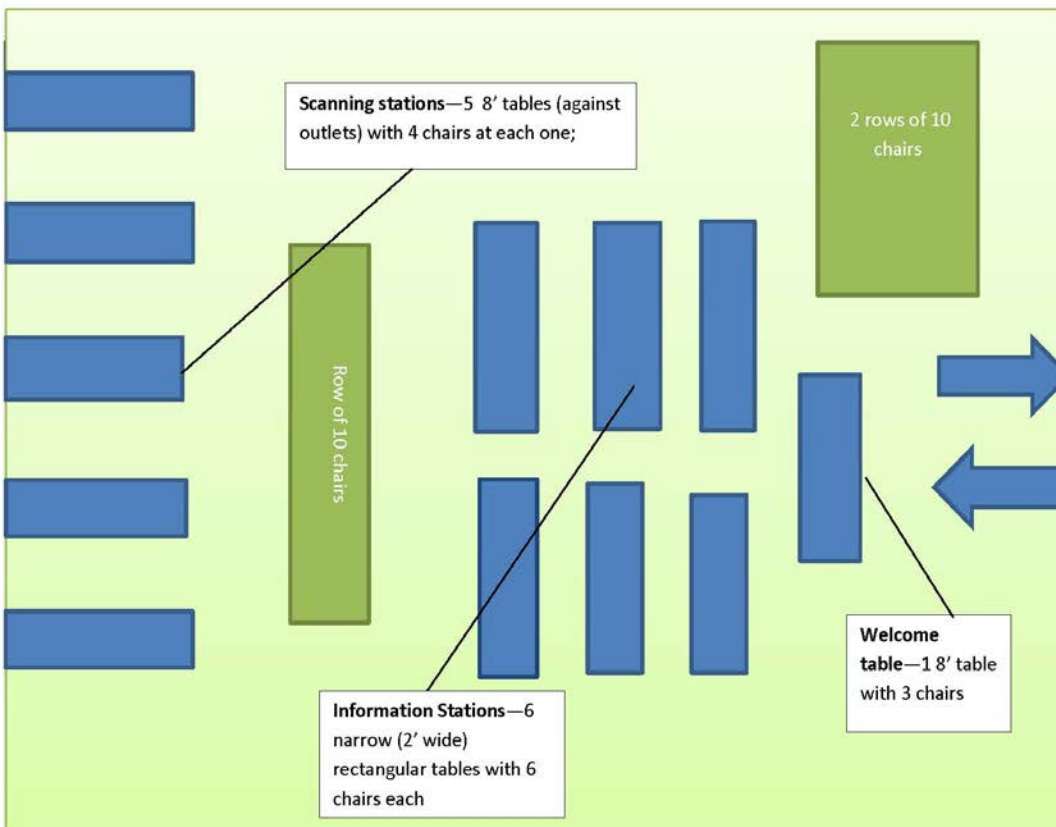 Scanning stations—5 8' tables (against
outlets) with 4 chairs at each one;
2 rows of 10
chairs
Row of 10 chairs
Information Stations—6
narrow (2' wide)
rectangular tables with 6
chairs each
Welcome
table—1 8' table
with 3 chairs